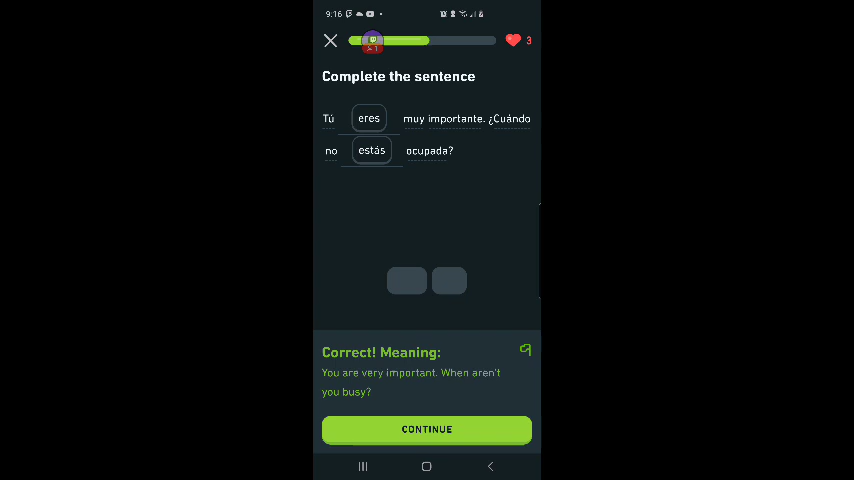 9:16
3
Complete the sentence
Tú eres muy importante. ¿Cuándo
no estás ocupada?
Correct! Meaning:
You are very important. When aren't
you busy?
CONTINUE